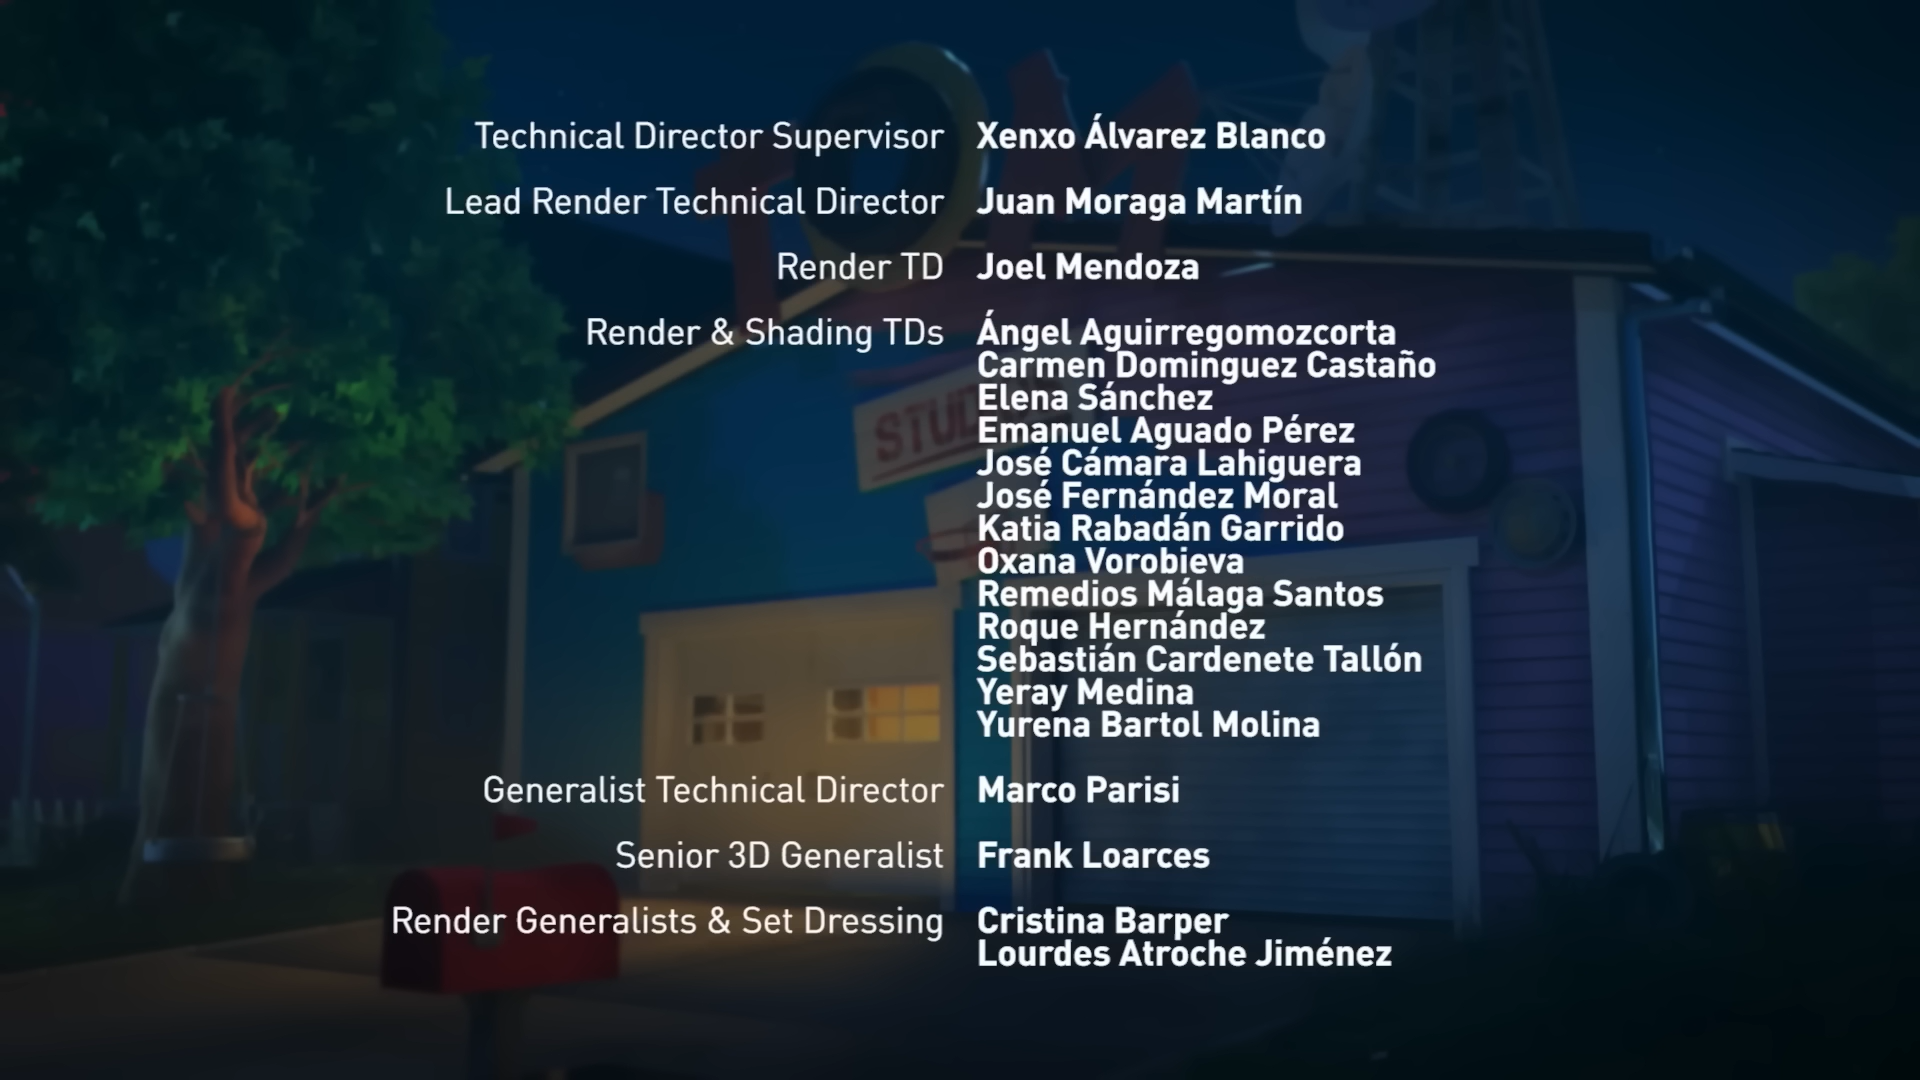 TOM
STUD
Technical Director Supervisor Xenxo Álvarez Blanco
Lead Render Technical Director Juan Moraga Martín
Render TD Joel Mendoza
Render & Shading TDs Ángel Aguirregomozcorta
Carmen Dominguez Castaño
Elena Sánchez
Emanuel Aguado Pérez
José Cámara Lahiguera
José Fernández Moral
Katia Rabadán Garrido
Oxana Vorobieva
Remedios Málaga Santos
Roque Hernández
Sebastián Cardenete Tallón
Yeray Medina
Yurena Bartol Molina
Generalist Technical Director Marco Parisi
Senior 3D Generalist Frank Loarces
Render Generalists & Set Dressing Cristina Barper
Lourdes Atroche Jiménez